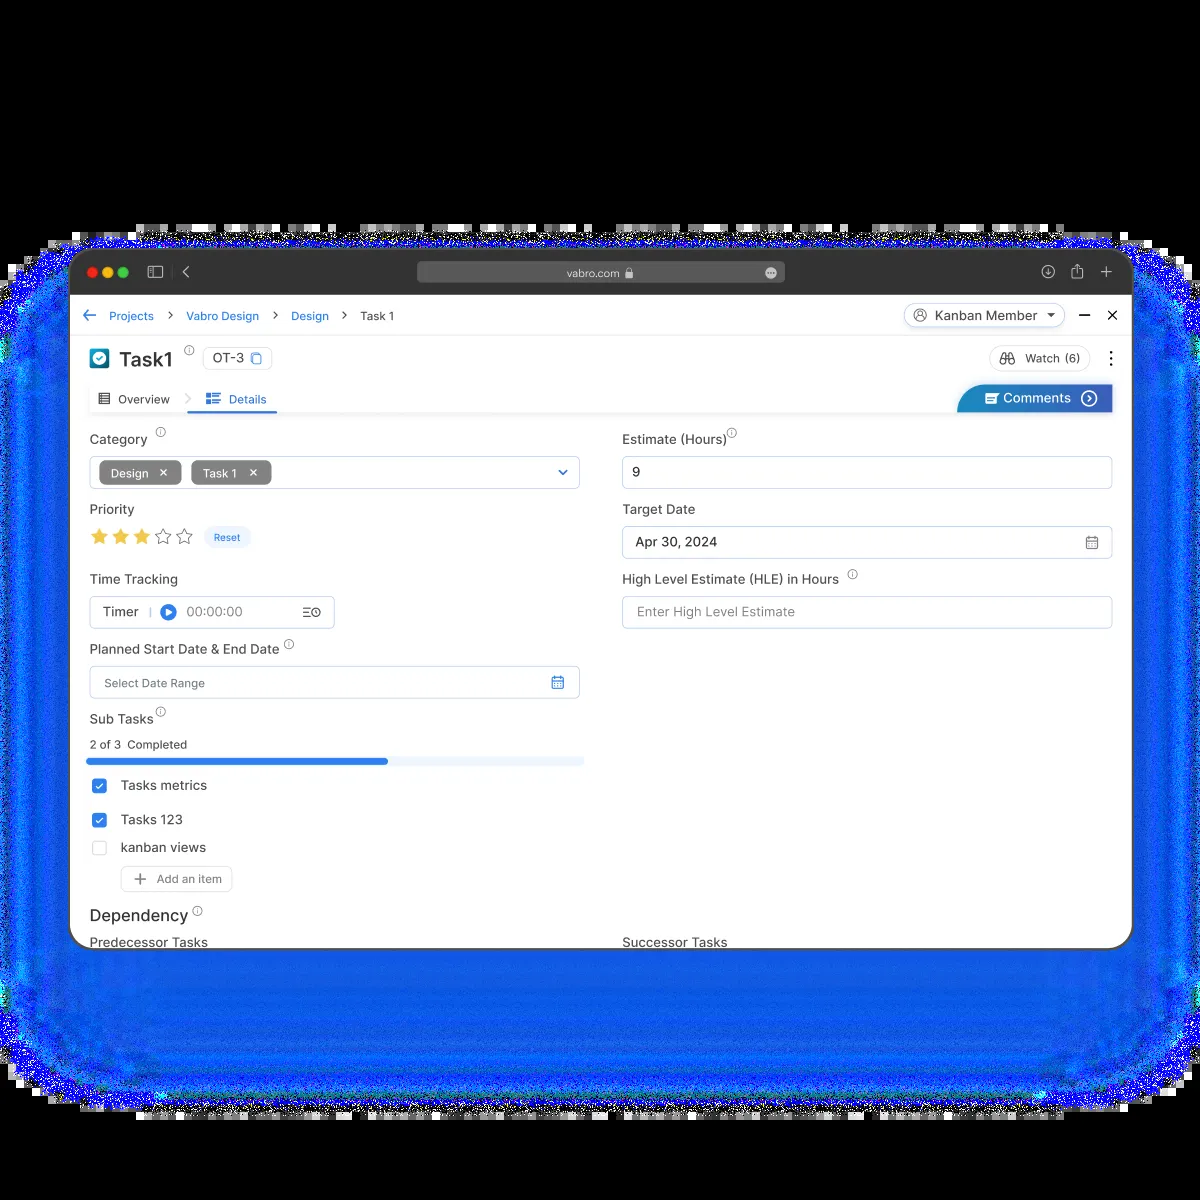 vabro.com
Projects > Vabro Design > Design > Task 1
Kanban Member
Task1
OT-3
Watch (6)
Overview
Details
Comments
Category
Design
Task 1
Estimate (Hours)
9
Priority
Reset
Target Date
Apr 30, 2024
Time Tracking
Timer
00:00:00
High Level Estimate (HLE) in Hours
Enter High Level Estimate
Planned Start Date & End Date
Select Date Range
Sub Tasks
2 of 3 Completed
Tasks metrics
Tasks 123
kanban views
+ Add an item
Dependency
Predecessor Tasks
Successor Tasks